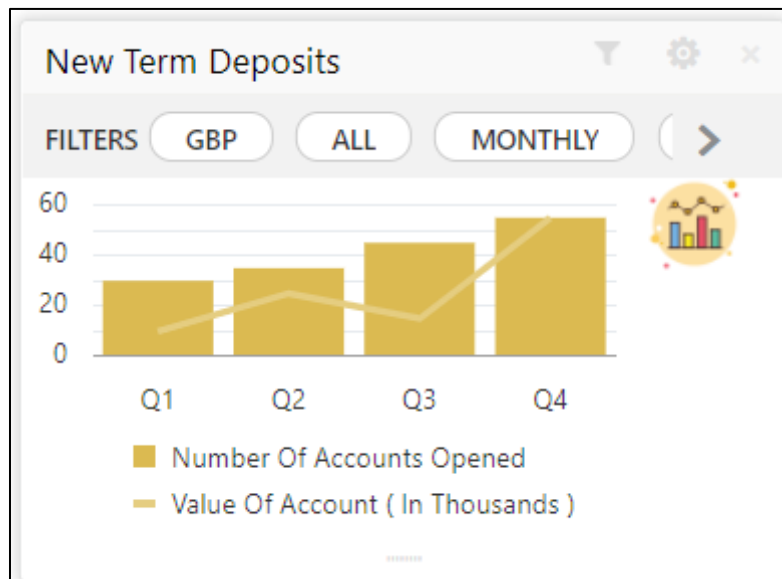 New Term Deposits
FILTERS GBP ALL MONTHLY
60
40
20
0
Q1 Q2 Q3 Q4
Number Of Accounts Opened
Value Of Account ( In Thousands )